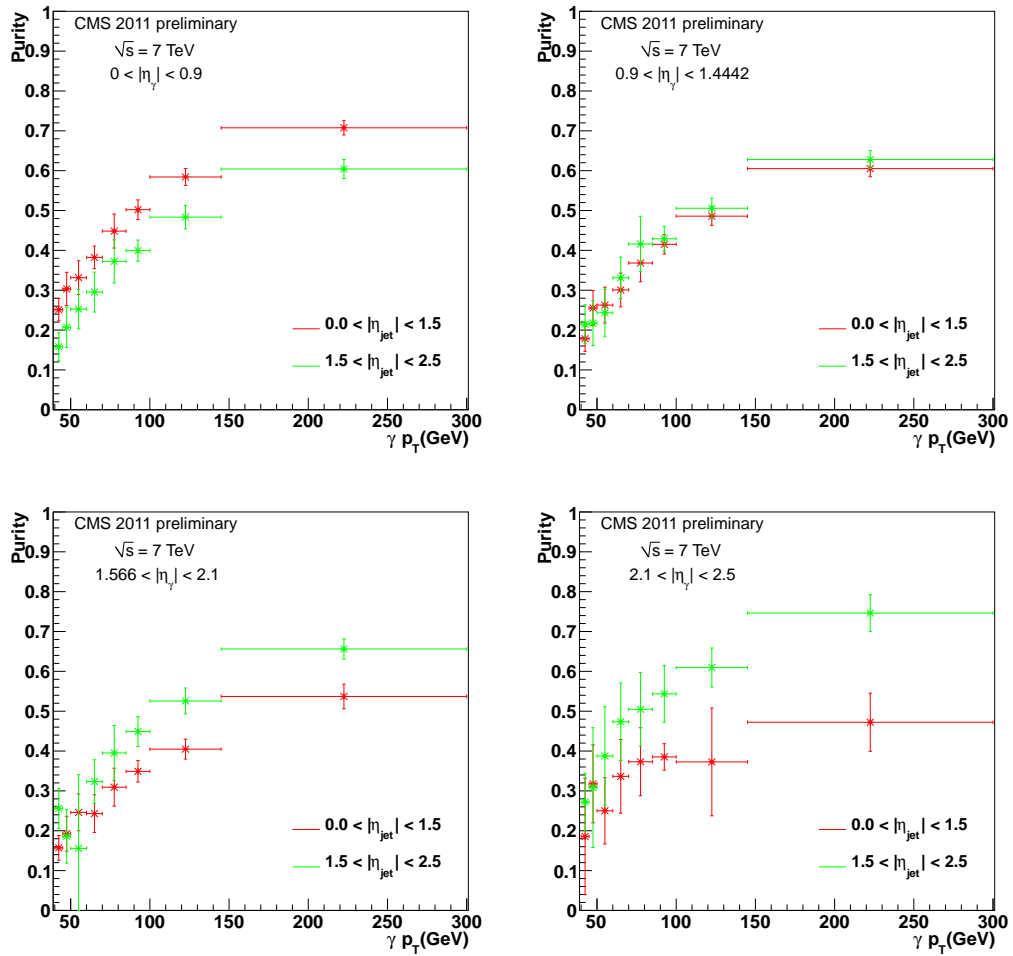 CMS 2011 preliminary
√s = 7 TeV
0 < |η_γ| < 0.9
Purity
1
0.9
0.8
0.7
0.6
0.5
0.4
0.3
0.2
0.1
0
0.0 < |η_jet| < 1.5
1.5 < |η_jet| < 2.5
50 100 150 200 250 300
γ p_T(GeV)
CMS 2011 preliminary
√s = 7 TeV
0.9 < |η_γ| < 1.4442
Purity
1
0.9
0.8
0.7
0.6
0.5
0.4
0.3
0.2
0.1
0
0.0 < |η_jet| < 1.5
1.5 < |η_jet| < 2.5
50 100 150 200 250 300
γ p_T(GeV)
CMS 2011 preliminary
√s = 7 TeV
1.566 < |η_γ| < 2.1
Purity
1
0.9
0.8
0.7
0.6
0.5
0.4
0.3
0.2
0.1
0
0.0 < |η_jet| < 1.5
1.5 < |η_jet| < 2.5
50 100 150 200 250 300
γ p_T(GeV)
CMS 2011 preliminary
√s = 7 TeV
2.1 < |η_γ| < 2.5
Purity
1
0.9
0.8
0.7
0.6
0.5
0.4
0.3
0.2
0.1
0
0.0 < |η_jet| < 1.5
1.5 < |η_jet| < 2.5
50 100 150 200 250 300
γ p_T(GeV)